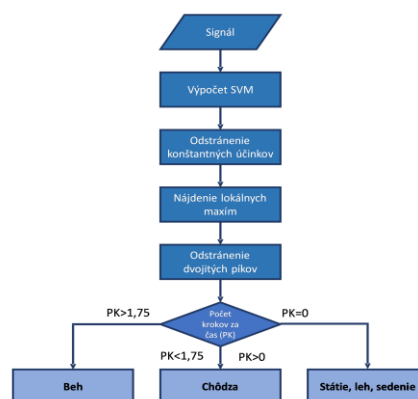 Signál
Výpočet SVM
Odstránenie
konštantných účinkov
Nájdenie lokálnych
maxím
Odstránenie
dvojitých píkov
PK>1,75
Počet
krokov za
čas (PK)
PK=0
PK<1,75
PK>0
Beh
Chôdza
Státie, leh, sedenie